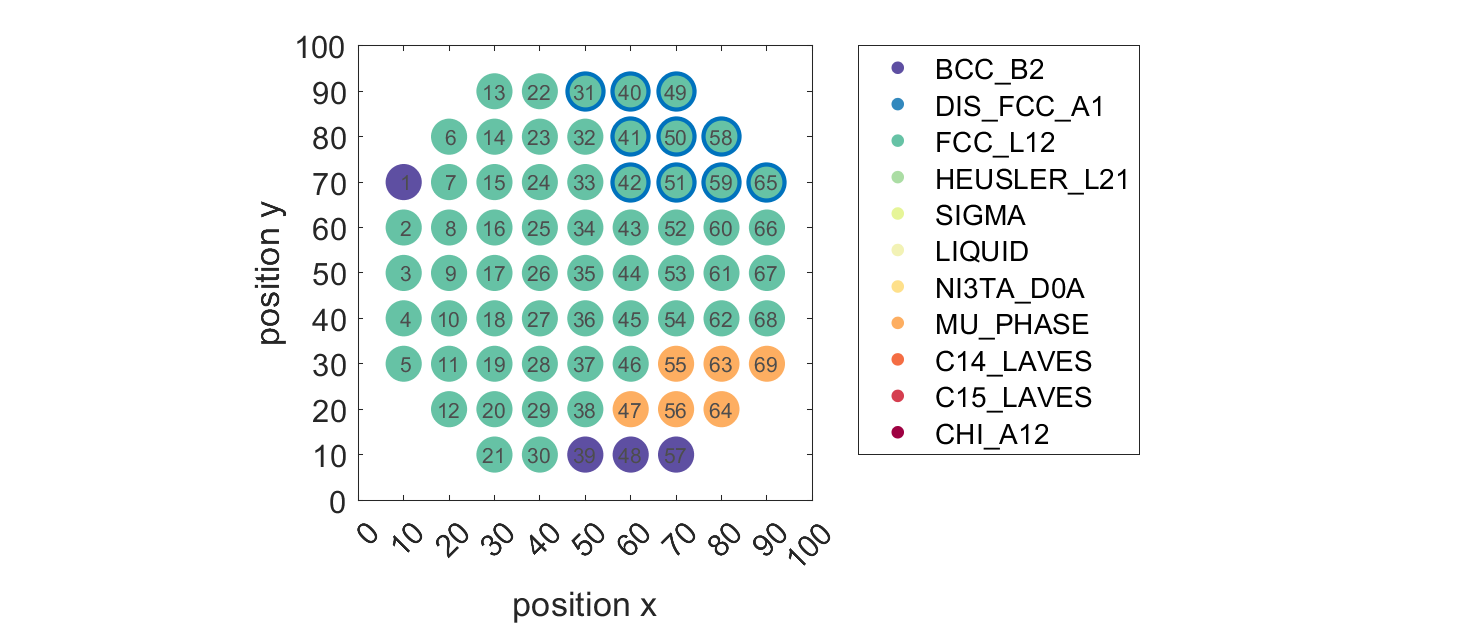 100
90 13 22 31 40 49
80 6 14 23 32 41 50 58
70 1 7 15 24 33 42 51 59 65
60 2 8 16 25 34 43 52 60 66
50 3 9 17 26 35 44 53 61 67
40 4 10 18 27 36 45 54 62 68
30 5 11 19 28 37 46 55 63 69
20 12 20 29 38 47 56 64
10 21 30 39 48 57
0
0 10 20 30 40 50 60 70 80 90 100
position x
position y
BCC_B2
DIS_FCC_A1
FCC_L12
HEUSLER_L21
SIGMA
LIQUID
NI3TA_D0A
MU_PHASE
C14_LAVES
C15_LAVES
CHI_A12